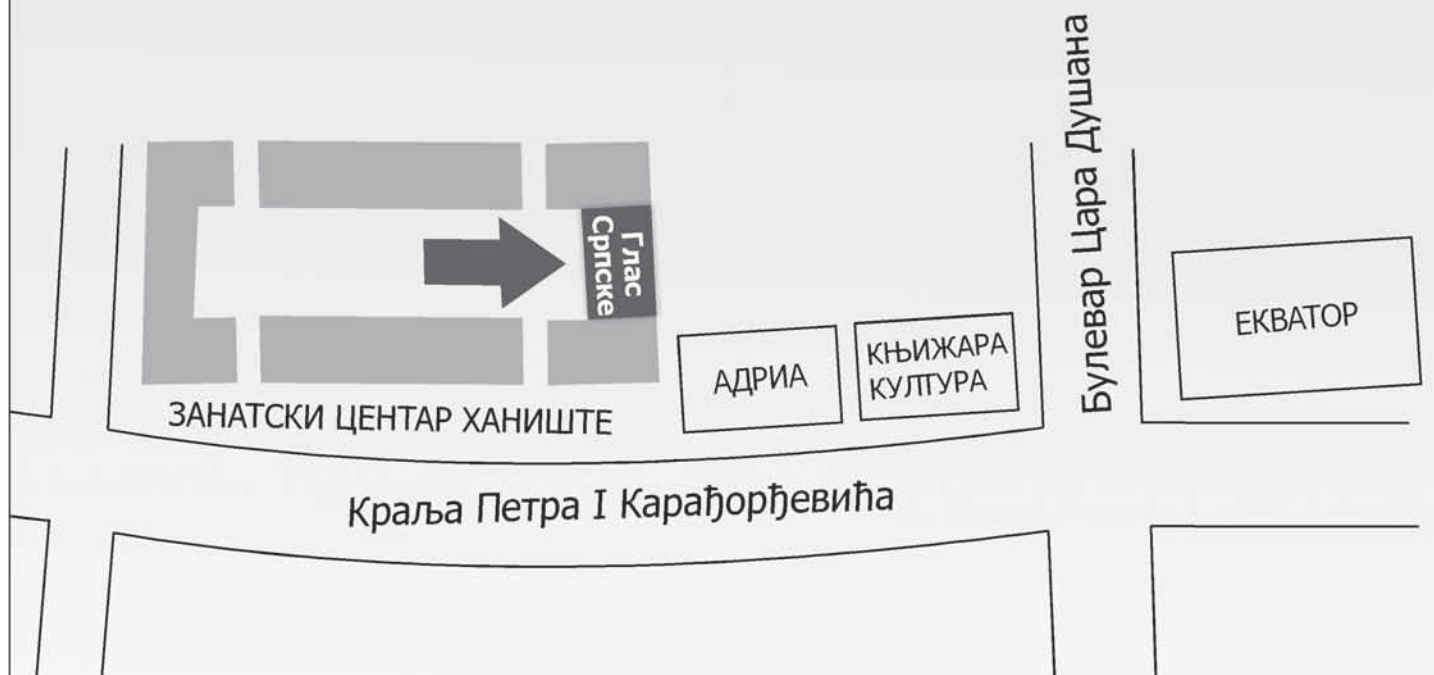 Булевар Цара Душана
Глас
Српске
ЕКВАТОР
АДРИА
КЊИЖАРА
КУЛТУРА
ЗАНАТСКИ ЦЕНТАР ХАНИШТЕ
Краља Петра I Карађорђевића